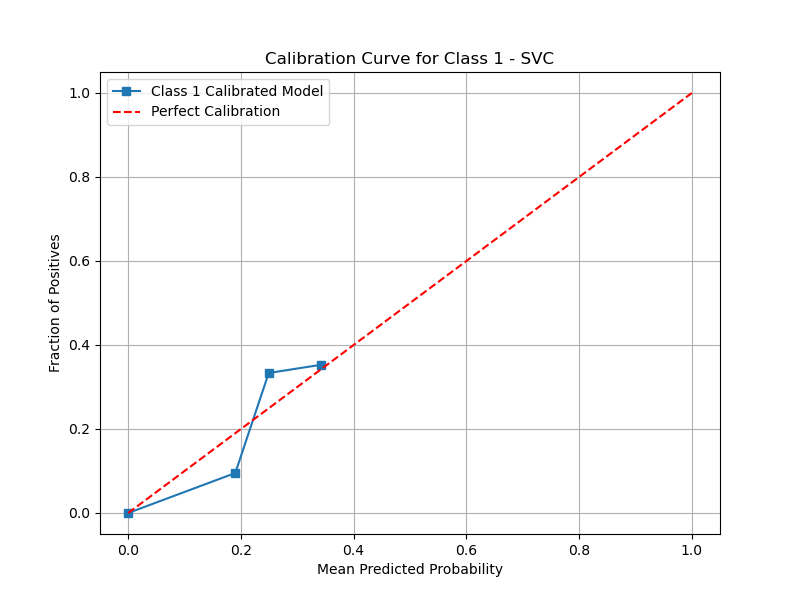 Calibration Curve for Class 1 - SVC
Class 1 Calibrated Model
Perfect Calibration
1.0
0.8
0.6
0.4
0.2
0.0
Fraction of Positives
0.0 0.2 0.4 0.6 0.8 1.0
Mean Predicted Probability